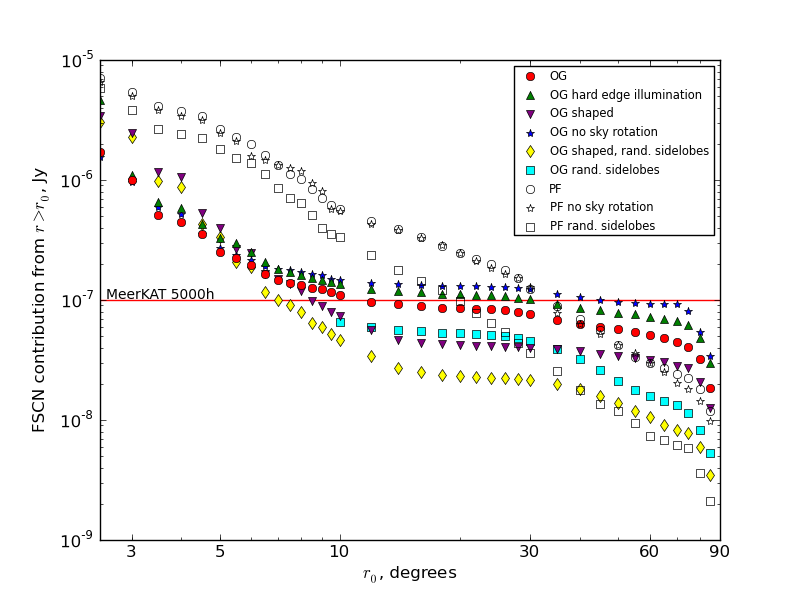 10^-5
10^-6
10^-7
10^-8
10^-9
FSCN contribution from r > r_0, Jy
OG
OG hard edge illumination
OG shaped
OG no sky rotation
OG shaped, rand. sidelobes
OG rand. sidelobes
PF
PF no sky rotation
PF rand. sidelobes
MeerKAT 5000h
3 5 10 30 60 90
r_0, degrees